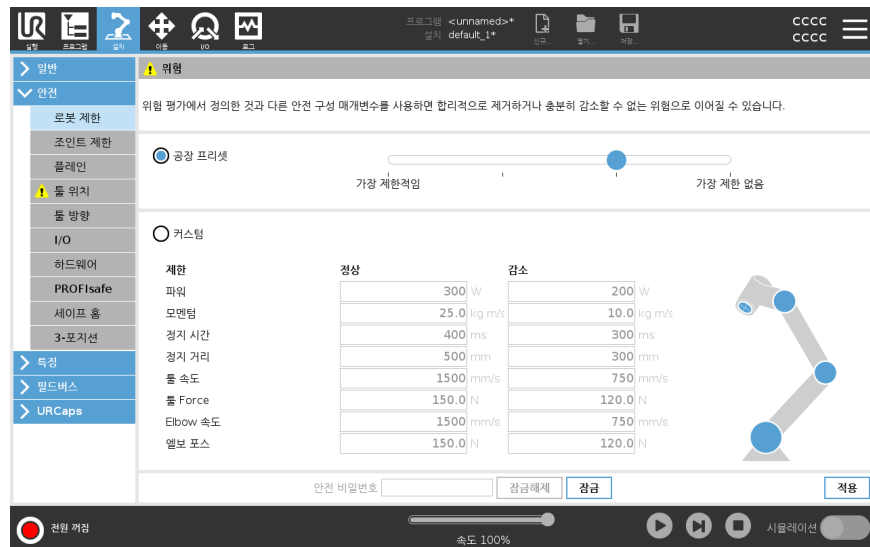 UR
실행
프로그램
설치
이동
I/O
로그
프로그램 <unnamed>*
설치 default_1*
신규...
열기...
저장...
cccc
cccc
일반
안전
로봇 제한
조인트 제한
플레인
툴 위치
툴 방향
I/O
하드웨어
PROFIsafe
세이프 홈
3-포지션
특징
필드버스
URCaps
위험
위험 평가에서 정의한 것과 다른 안전 구성 매개변수를 사용하면 합리적으로 제거하거나 충분히 감소할 수 없는 위험으로 이어질 수 있습니다.
공장 프리셋
가장 제한적임 가장 제한 없음
커스텀
제한 정상 감소
파워 300 W 200 W
모멘텀 25.0 kg m/s 10.0 kg m/s
정지 시간 400 ms 300 ms
정지 거리 500 mm 300 mm
툴 속도 1500 mm/s 750 mm/s
툴 Force 150.0 N 120.0 N
Elbow 속도 1500 mm/s 750 mm/s
엘보 포스 150.0 N 120.0 N
안전 비밀번호 잠금해제 잠금 적용
전원 꺼짐
속도 100%
시뮬레이션